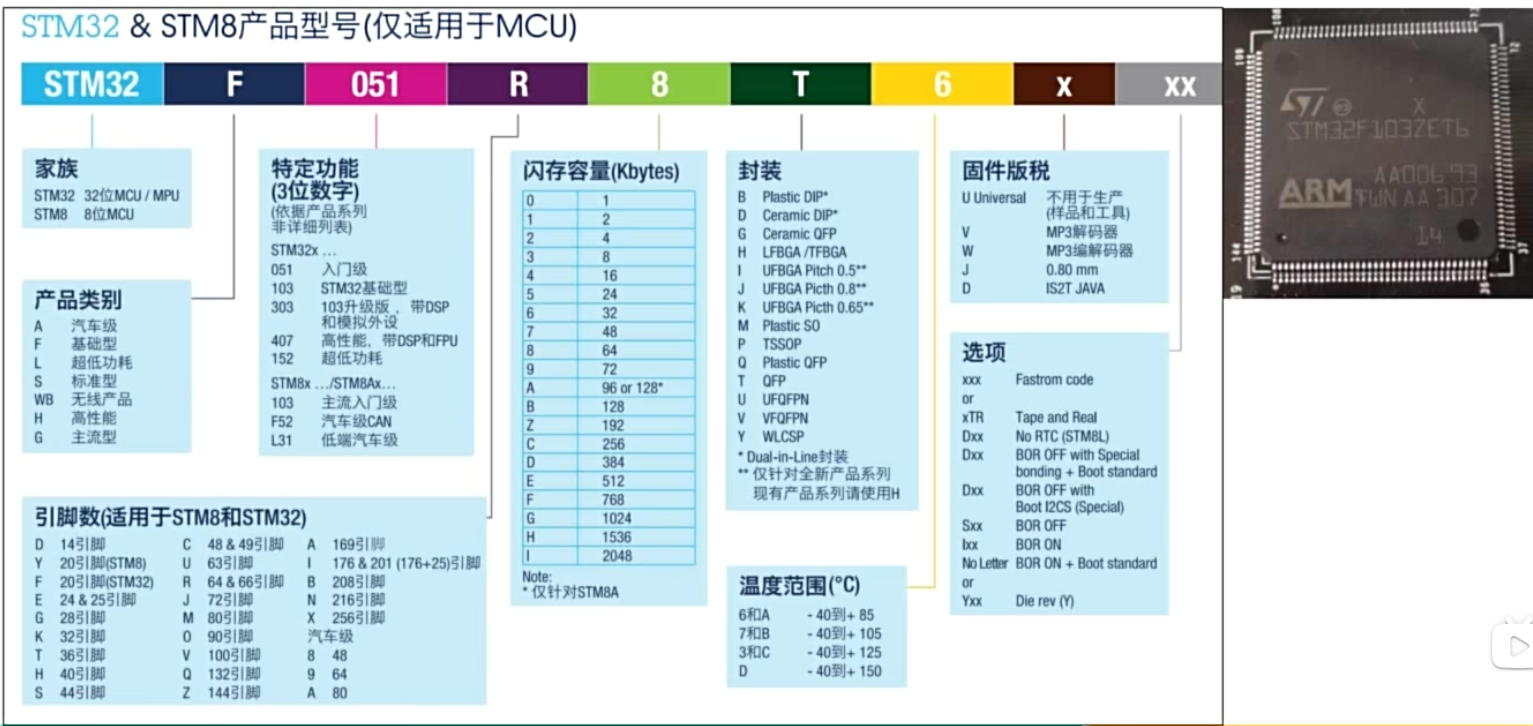 STM32 & STM8产品型号(仅适用于MCU)
STM32 F 051 R 8 T 6 x xx
家族
STM32 32位MCU / MPU
STM8 8位MCU
产品类别
A 汽车级
F 基础型
L 超低功耗
S 标准型
WB 无线产品
H 高性能
G 主流型
特定功能
(3位数字)
(依据产品系列
非详细列表)
STM32x ...
051 入门级
103 STM32基础型
303 103升级版 ，带DSP
和模拟外设
407 高性能，带DSP和FPU
152 超低功耗
STM8x .../STM8Ax...
103 主流入门级
F52 汽车级CAN
L31 低端汽车级
引脚数(适用于STM8和STM32)
D 14引脚 C 48 & 49引脚 A 169引脚
Y 20引脚(STM8) U 63引脚 I 176 & 201 (176+25)引脚
F 20引脚(STM32) R 64 & 66引脚 B 208引脚
E 24 & 25引脚 J 72引脚 N 216引脚
G 28引脚 M 80引脚 X 256引脚
K 32引脚 O 90引脚 汽车级
T 36引脚 V 100引脚 8 48
H 40引脚 Q 132引脚 9 64
S 44引脚 Z 144引脚 A 80
闪存容量(Kbytes)
0 1
1 2
2 4
3 8
4 16
5 24
6 32
7 48
8 64
9 72
A 96 or 128*
B 128
Z 192
C 256
D 384
E 512
F 768
G 1024
H 1536
I 2048
Note:
* 仅针对STM8A
封装
B Plastic DIP*
D Ceramic DIP*
G Ceramic QFP
H LFBGA /TFBGA
I UFBGA Pitch 0.5**
J UFBGA Picth 0.8**
K UFBGA Picth 0.65**
M Plastic SO
P TSSOP
Q Plastic QFP
T QFP
U UFQFPN
V VFQFPN
Y WLCSP
* Dual-in-Line封装
** 仅针对全新产品系列
现有产品系列请使用H
温度范围(°C)
6和A - 40到+ 85
7和B - 40到+ 105
3和C - 40到+ 125
D - 40到+ 150
固件版税
U Universal 不用于生产
(样品和工具)
V MP3解码器
W MP3编解码器
J 0.80 mm
D IS2T JAVA
选项
xxx Fastrom code
or
xTR Tape and Real
Dxx No RTC (STM8L)
Dxx BOR OFF with Special
bonding + Boot standard
Dxx BOR OFF with
Boot I2CS (Special)
Sxx BOR OFF
Ixx BOR ON
No Letter BOR ON + Boot standard
or
Yxx Die rev (Y)
ST e3 X
STM32F103ZET6
AA006 93
ARM TWN AA 307
14
108
109
72
144
37
36